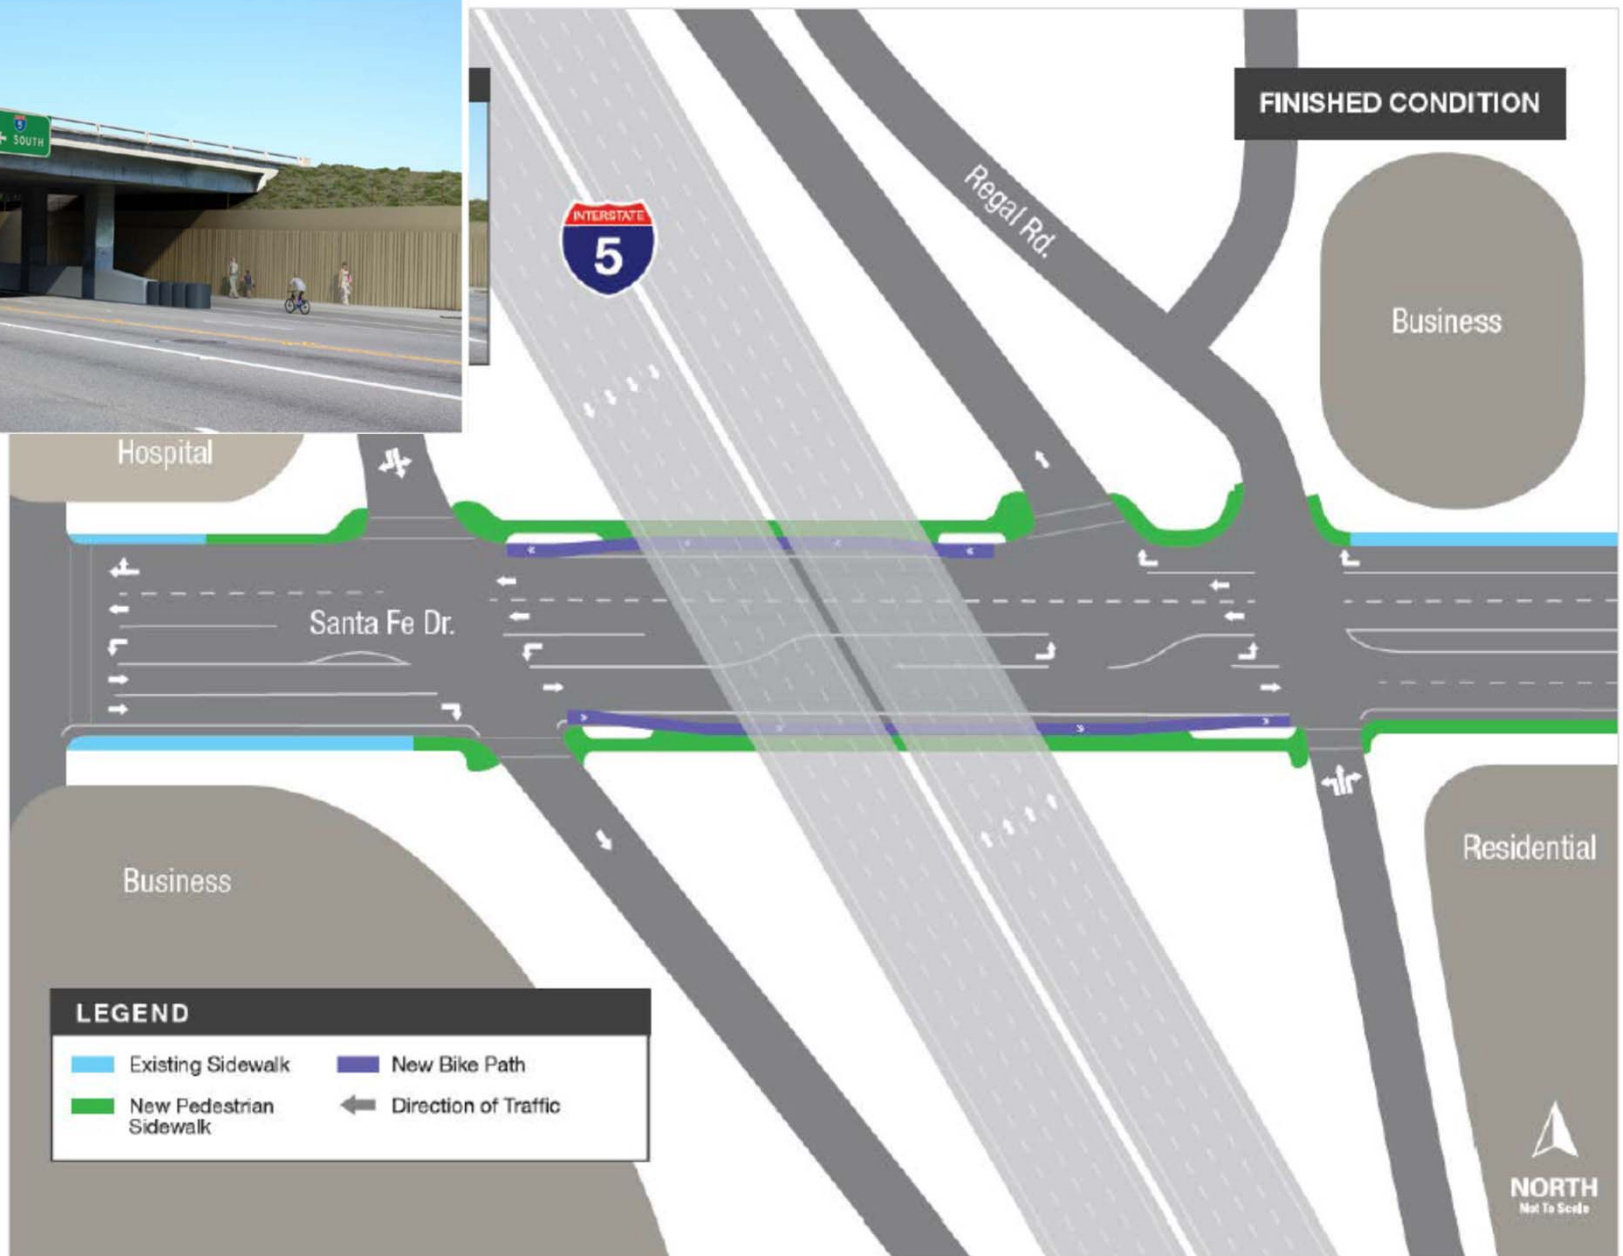 5
SOUTH
FINISHED CONDITION
Regal Rd.
INTERSTATE
5
Business
Hospital
Santa Fe Dr.
Business
Residential
LEGEND
Existing Sidewalk
New Bike Path
New Pedestrian
Sidewalk
Direction of Traffic
NORTH
Not To Scale